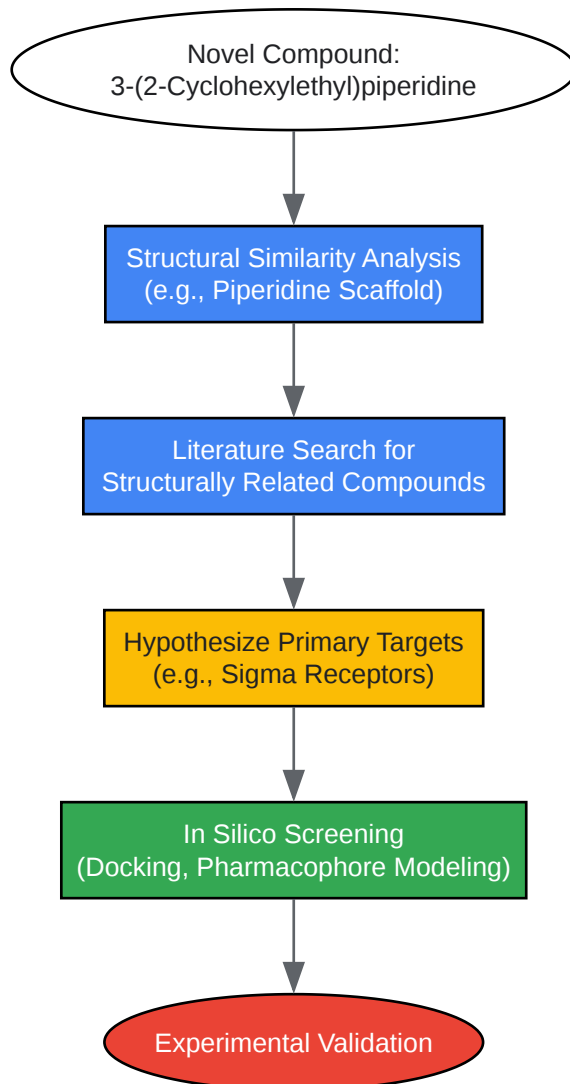 Novel Compound:
3-(2-Cyclohexylethyl)piperidine
Structural Similarity Analysis
(e.g., Piperidine Scaffold)
Literature Search for
Structurally Related Compounds
Hypothesize Primary Targets
(e.g., Sigma Receptors)
In Silico Screening
(Docking, Pharmacophore Modeling)
Experimental Validation